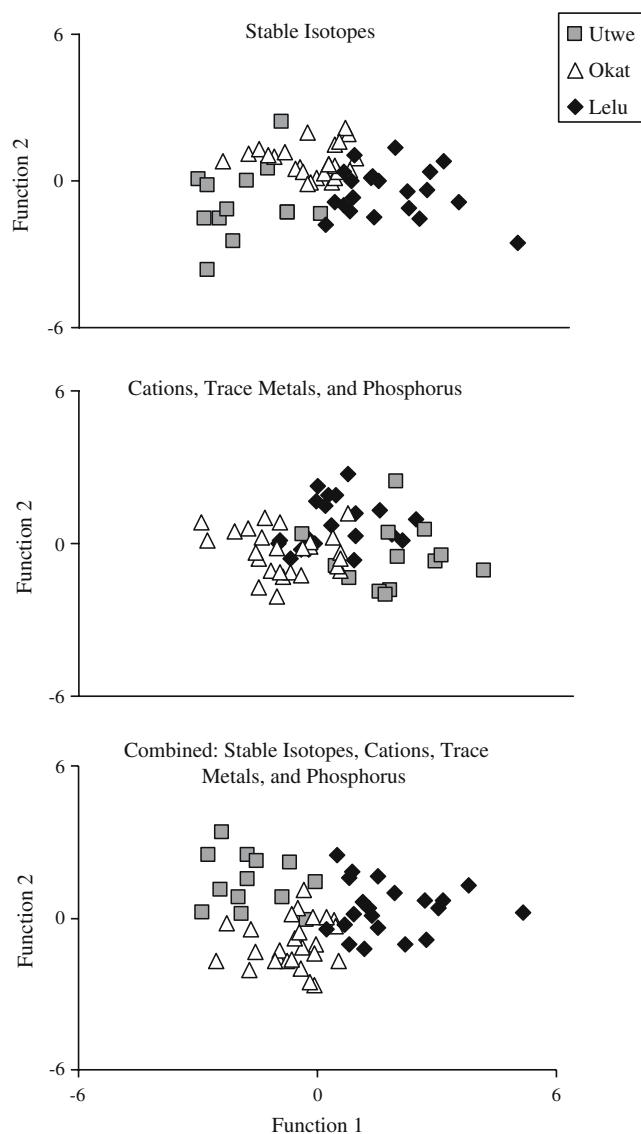 Stable Isotopes
Utwe
Okat
Lelu
6
0
-6
Function 2
Cations, Trace Metals, and Phosphorus
6
0
-6
Function 2
Combined: Stable Isotopes, Cations, Trace
Metals, and Phosphorus
6
0
-6
Function 2
-6 0 6
Function 1